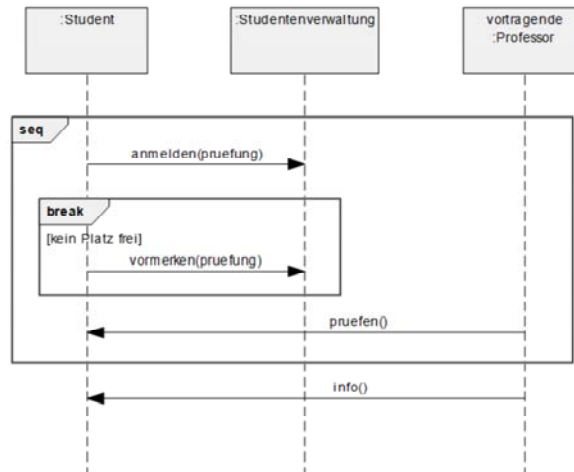 :Student
:Studentenverwaltung
vortragende
:Professor
seq
anmelden(pruefung)
break
[kein Platz frei]
vormerken(pruefung)
pruefen()
info()